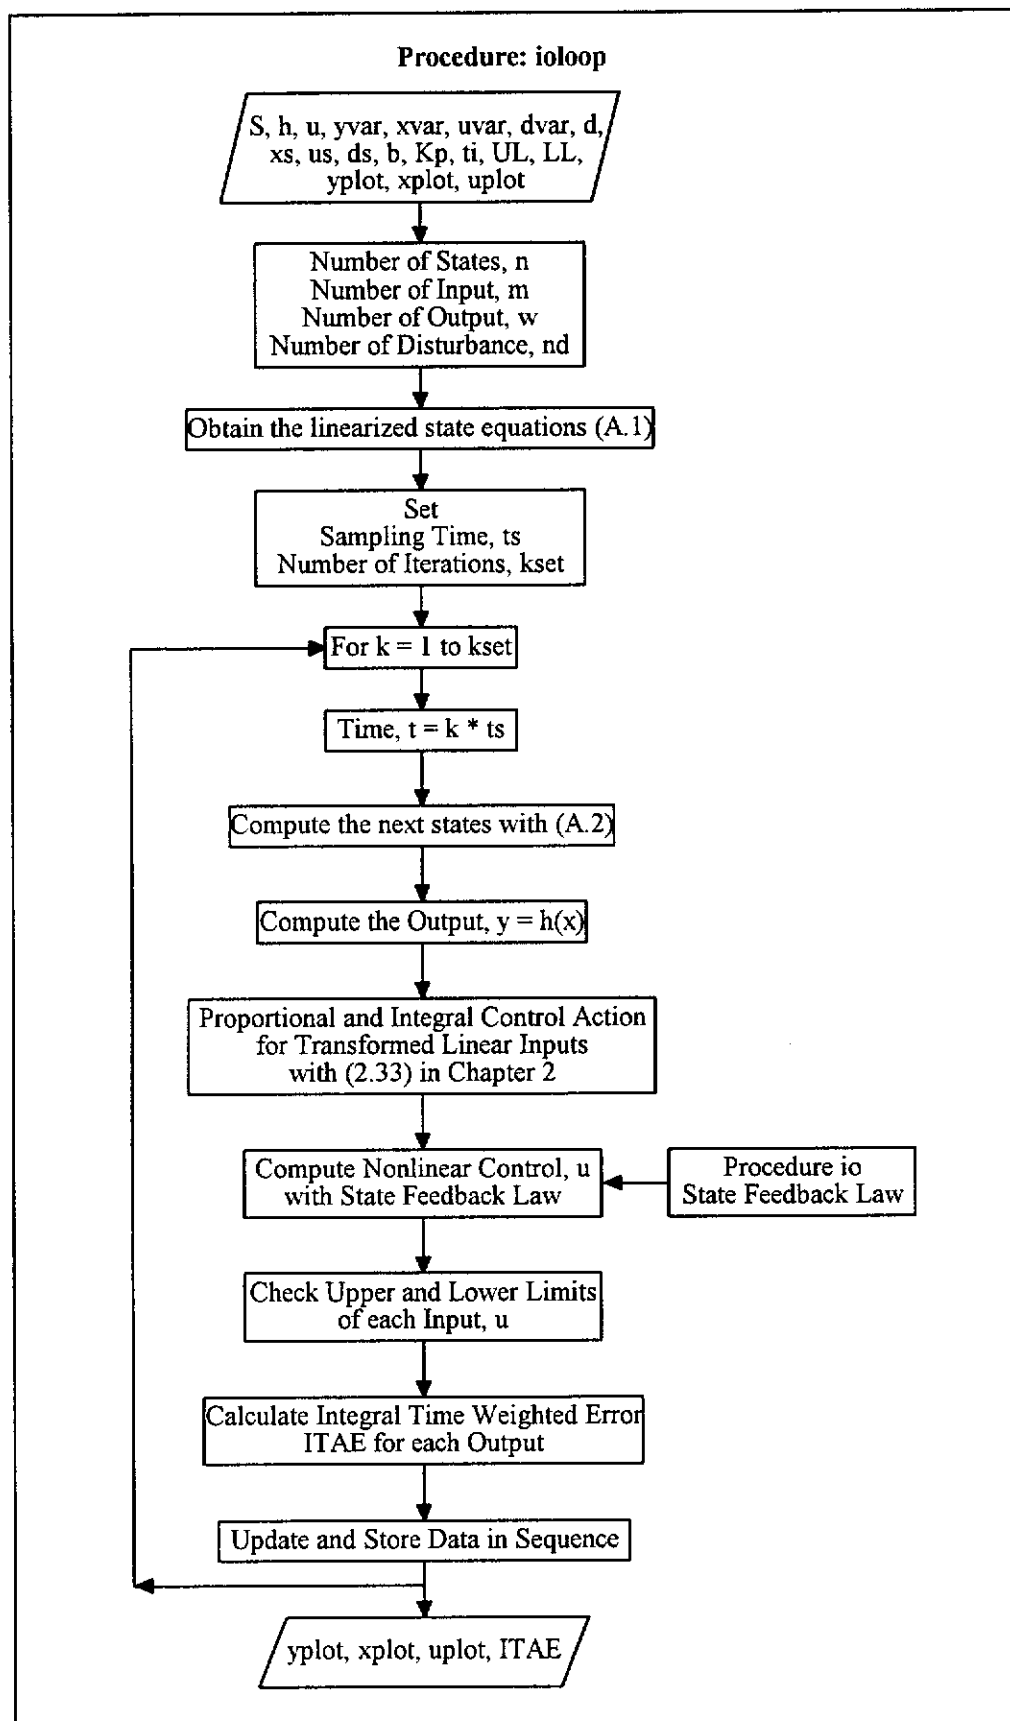 Procedure: ioloop
S, h, u, yvar, xvar, uvar, dvar, d,
xs, us, ds, b, Kp, ti, UL, LL,
yplot, xplot, uplot
Number of States, n
Number of Input, m
Number of Output, w
Number of Disturbance, nd
Obtain the linearized state equations (A.1)
Set
Sampling Time, ts
Number of Iterations, kset
For k = 1 to kset
Time, t = k * ts
Compute the next states with (A.2)
Compute the Output, y = h(x)
Proportional and Integral Control Action
for Transformed Linear Inputs
with (2.33) in Chapter 2
Compute Nonlinear Control, u
with State Feedback Law
Procedure io
State Feedback Law
Check Upper and Lower Limits
of each Input, u
Calculate Integral Time Weighted Error
ITAE for each Output
Update and Store Data in Sequence
yplot, xplot, uplot, ITAE